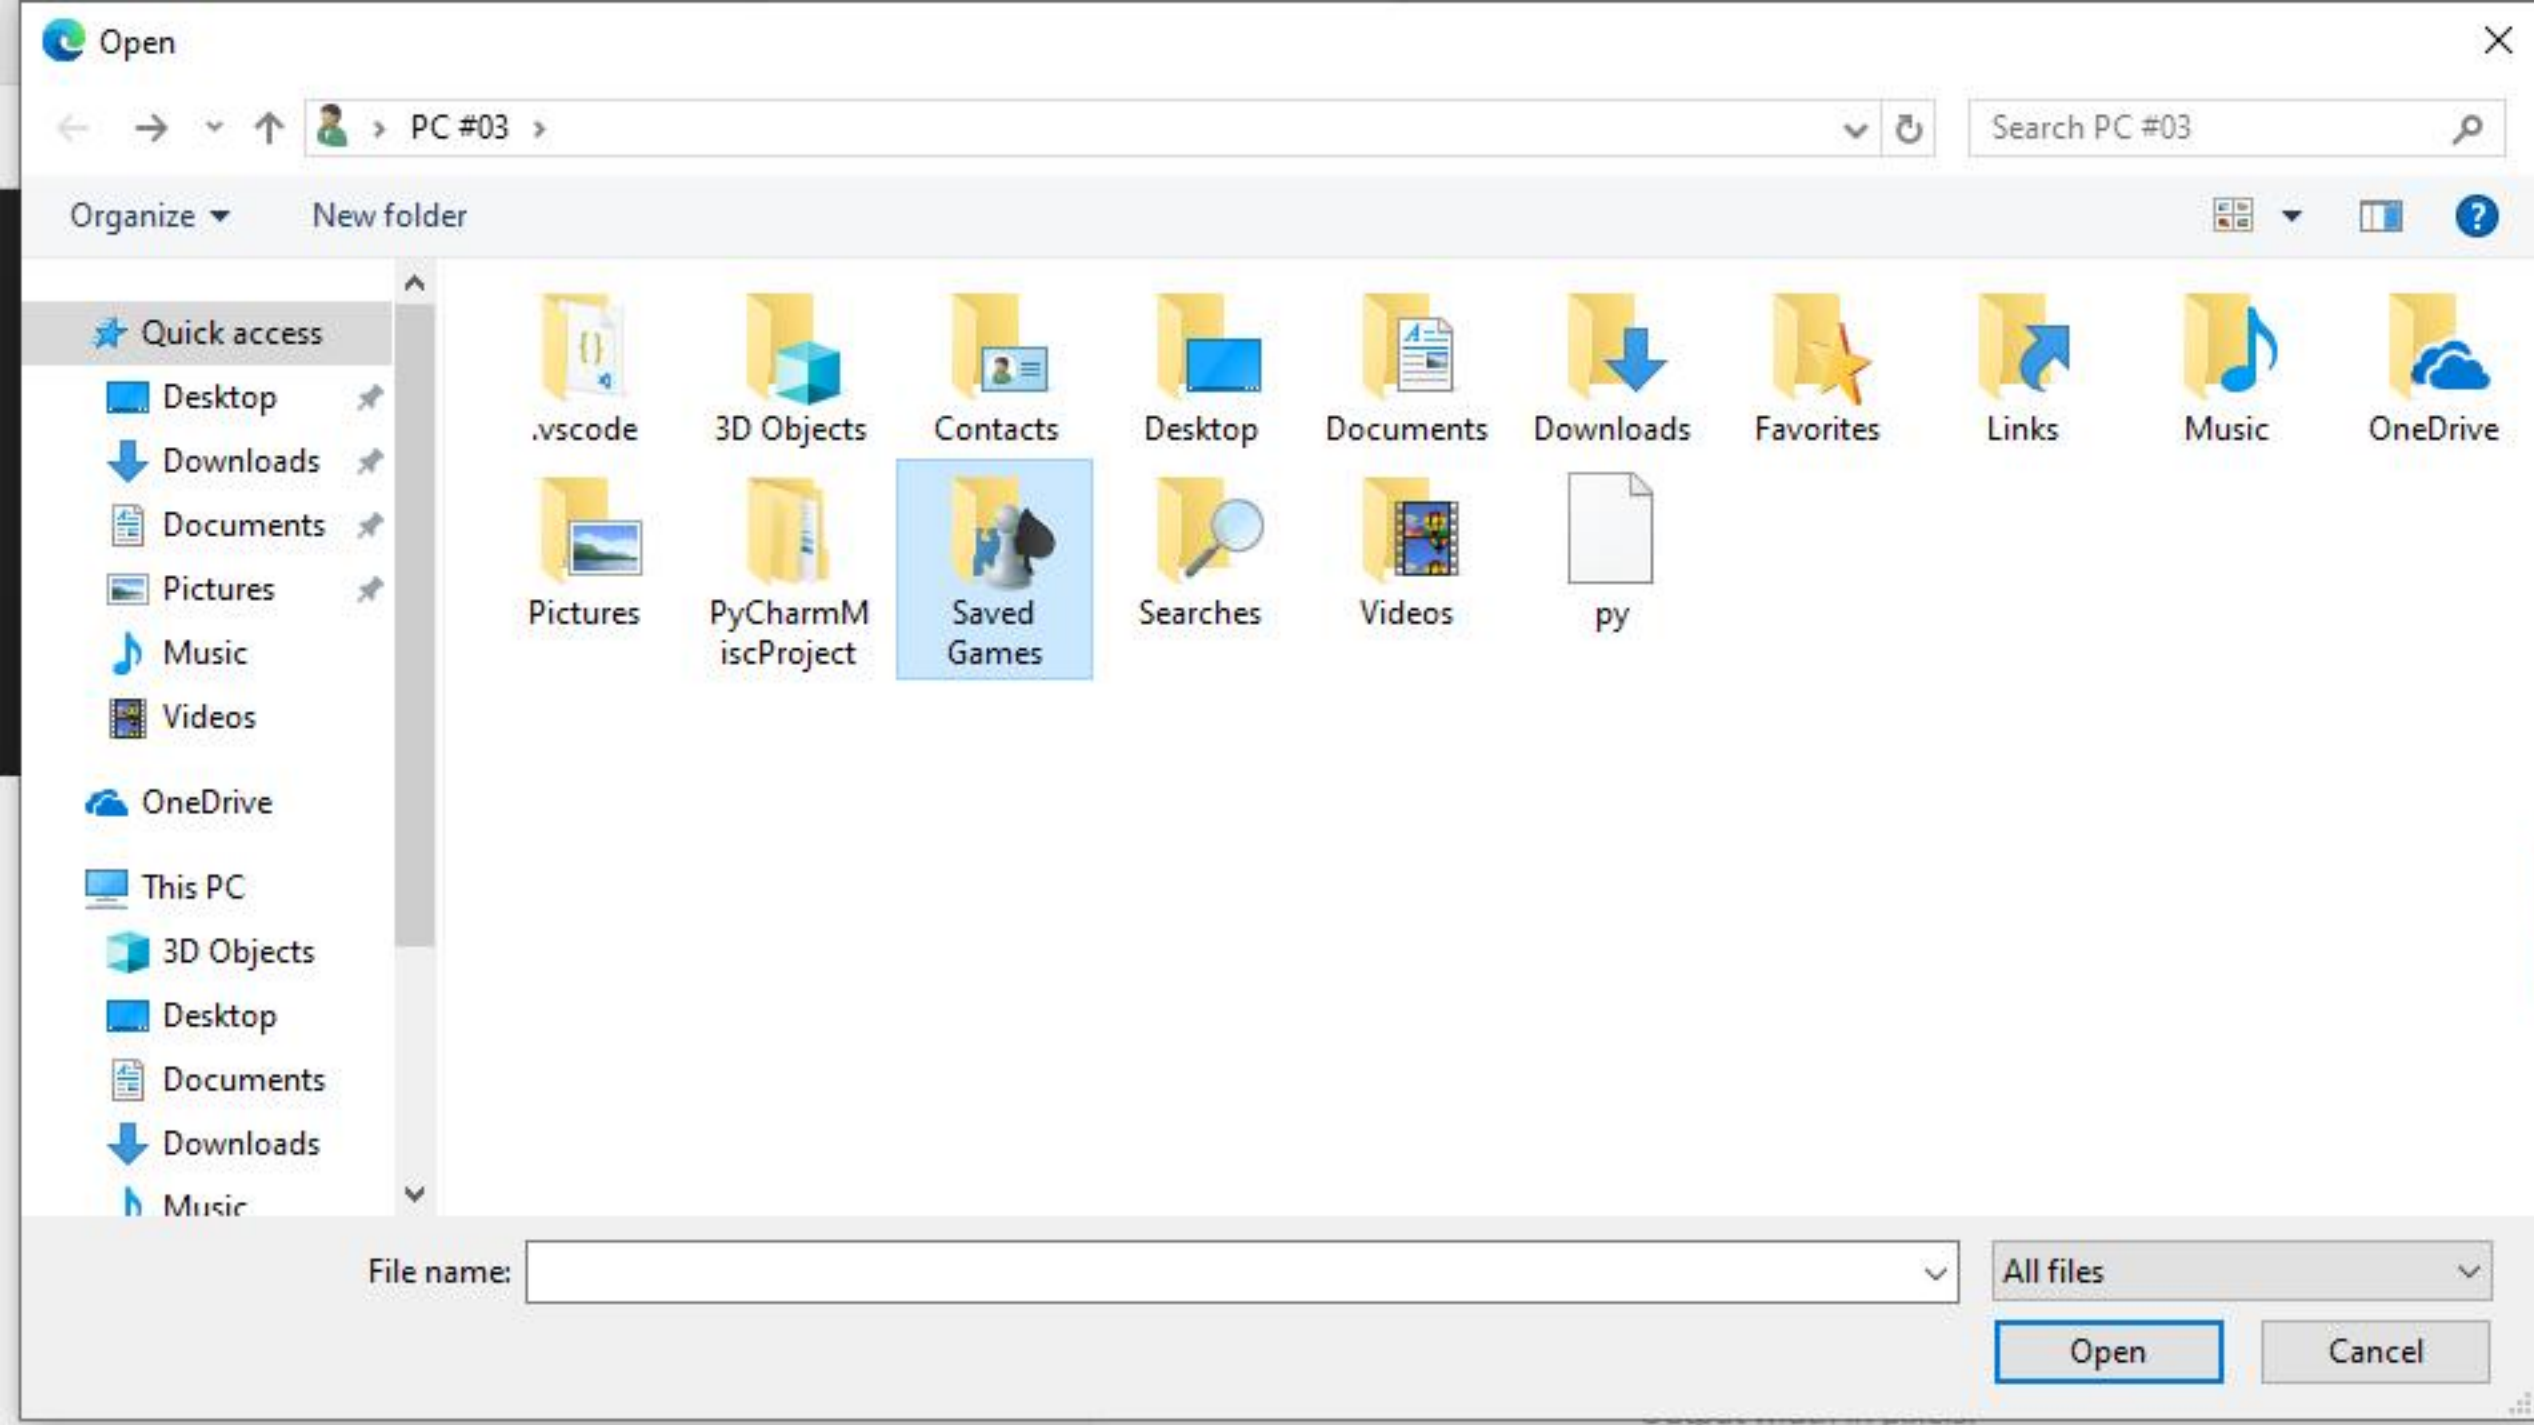 Open
PC #03
Search PC #03
Organize
New folder
Quick access
Desktop
Downloads
Documents
Pictures
Music
Videos
OneDrive
This PC
3D Objects
Desktop
Documents
Downloads
Music
.vscode
3D Objects
Contacts
Desktop
Documents
Downloads
Favorites
Links
Music
OneDrive
Pictures
PyCharmM
iscProject
Saved
Games
Searches
Videos
py
File name:
All files
Open
Cancel